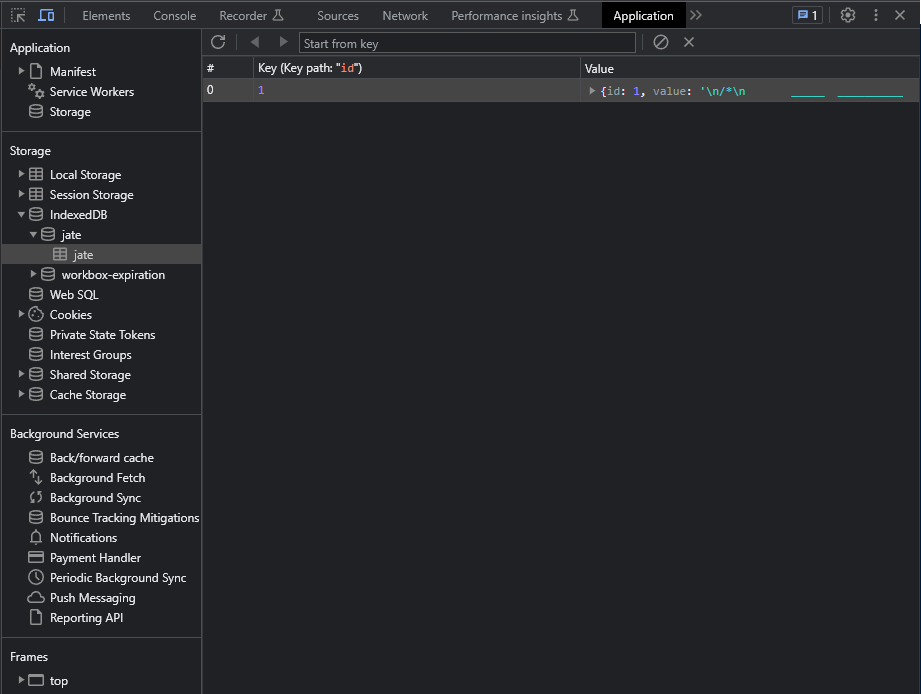 Elements Console Recorder Sources Network Performance insights Application 1
Application
Manifest
Service Workers
Storage
Storage
Local Storage
Session Storage
IndexedDB
jate
jate
workbox-expiration
Web SQL
Cookies
Private State Tokens
Interest Groups
Shared Storage
Cache Storage
Background Services
Back/forward cache
Background Fetch
Background Sync
Bounce Tracking Mitigations
Notifications
Payment Handler
Periodic Background Sync
Push Messaging
Reporting API
Frames
top
Start from key
# Key (Key path: "id") Value
0 1 {id: 1, value: '\n/*\n _____ ________